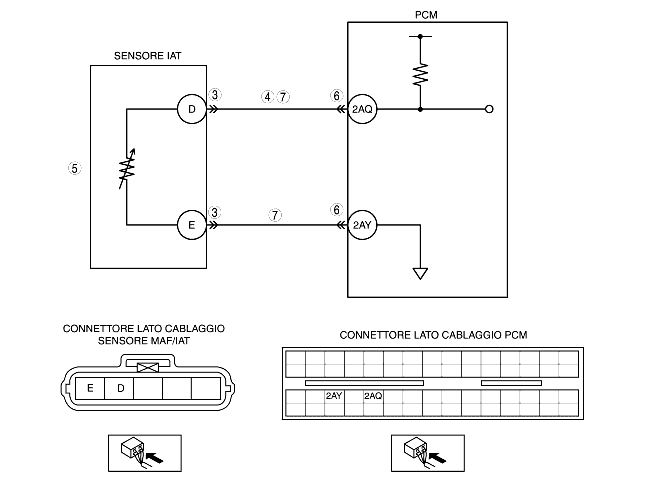 PCM
SENSORE IAT
3
4 7
6
D
2AQ
5
3
7
6
E
2AY
CONNETTORE LATO CABLAGGIO
SENSORE MAF/IAT
CONNETTORE LATO CABLAGGIO PCM
E D
2AY 2AQ